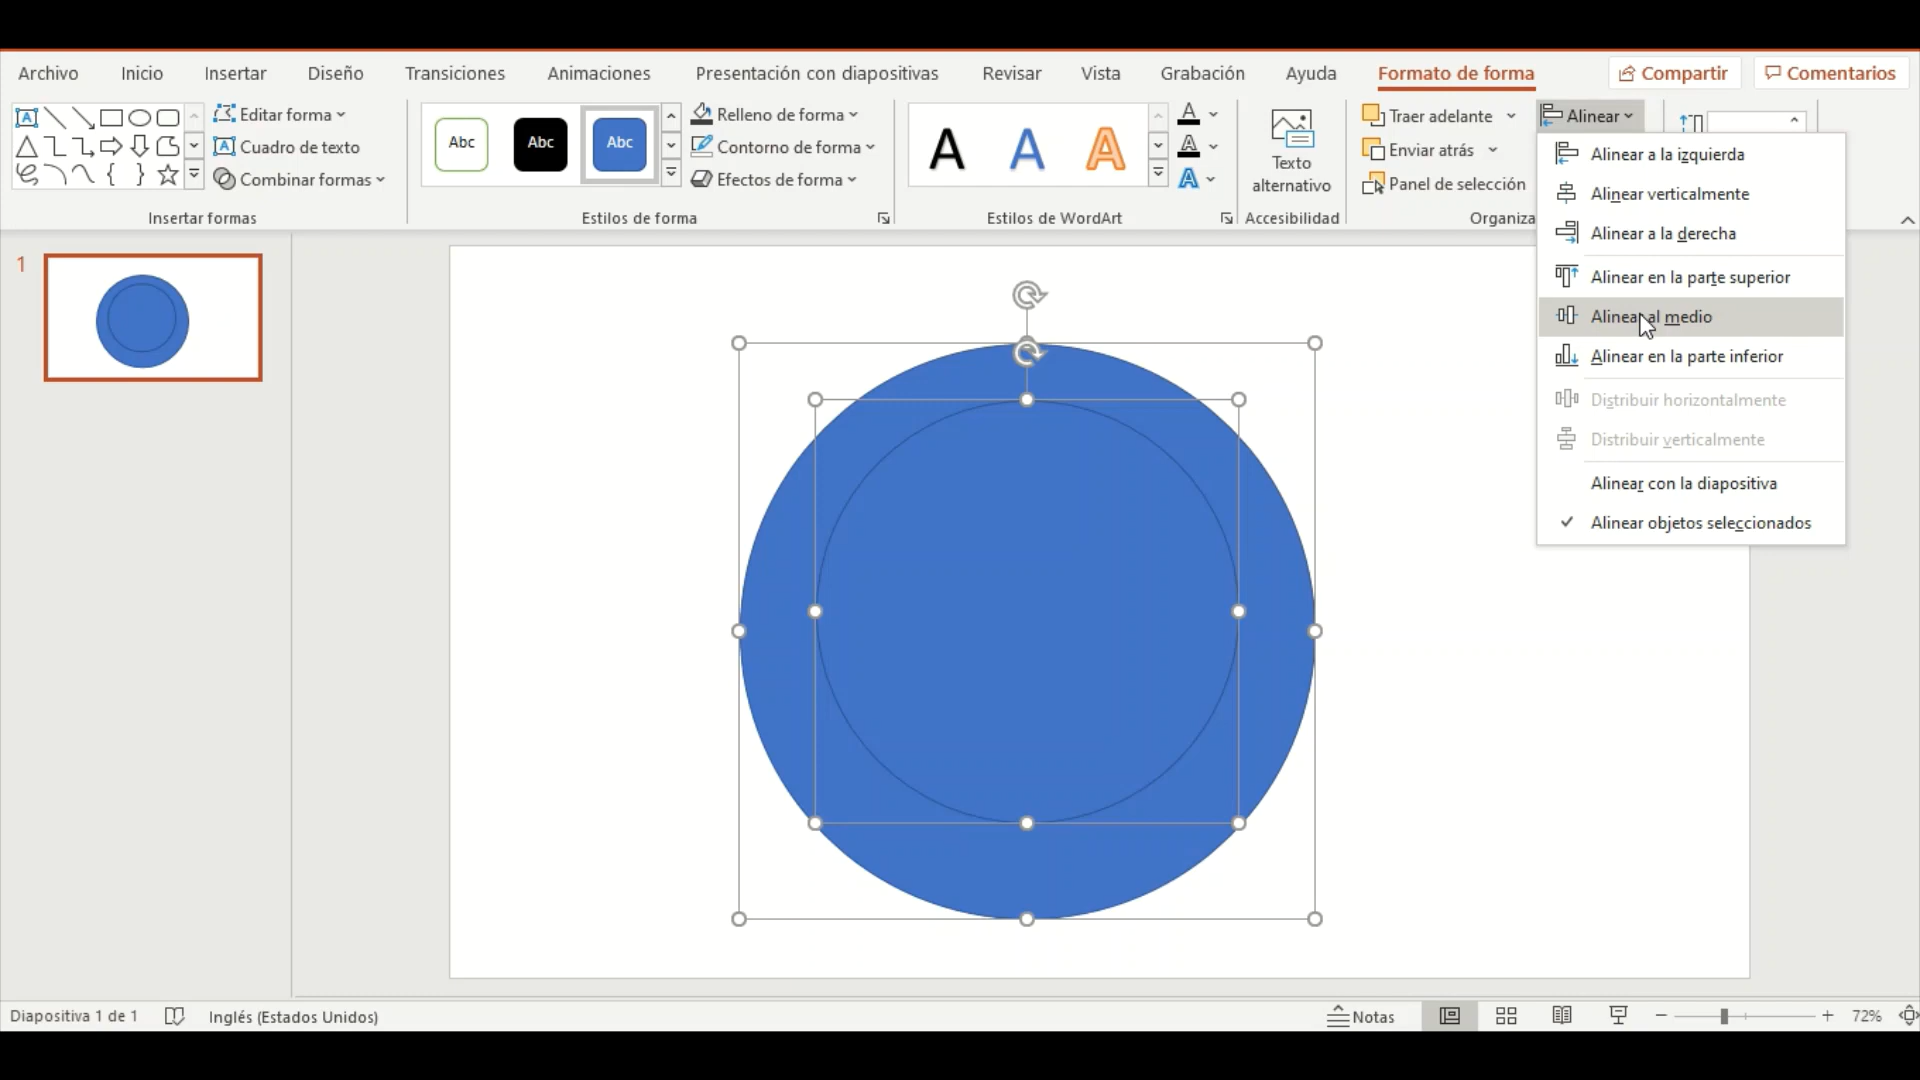 Archivo Inicio Insertar Diseño Transiciones Animaciones Presentación con diapositivas Revisar Vista Grabación Ayuda Formato de forma Compartir Comentarios
Editar forma
Cuadro de texto
Combinar formas
Insertar formas
Abc Abc Abc
Relleno de forma
Contorno de forma
Efectos de forma
Estilos de forma
A A A
A
A
A
Estilos de WordArt
Texto
alternativo
Accesibilidad
Traer adelante
Enviar atrás
Panel de selección
Organiza
Alinear
Alinear a la izquierda
Alinear verticalmente
Alinear a la derecha
Alinear en la parte superior
Alinear al medio
Alinear en la parte inferior
Distribuir horizontalmente
Distribuir verticalmente
Alinear con la diapositiva
Alinear objetos seleccionados
1
Diapositiva 1 de 1 Inglés (Estados Unidos) Notas 72%